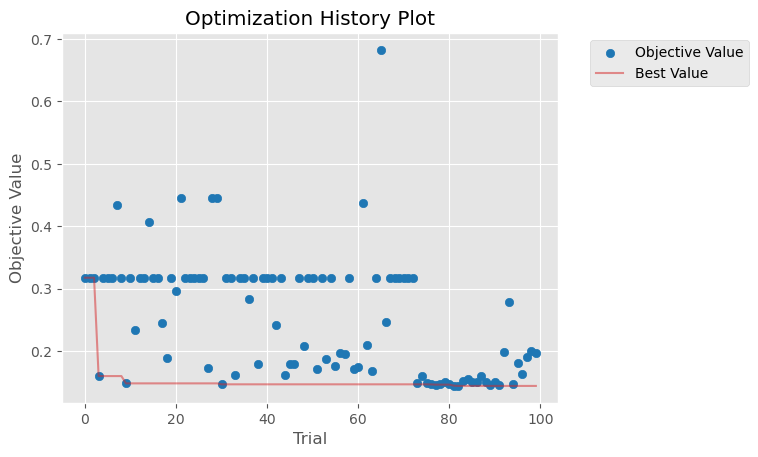 Optimization History Plot
Objective Value
0.7
0.6
0.5
0.4
0.3
0.2
0 20 40 60 80 100
Trial
Objective Value
Best Value